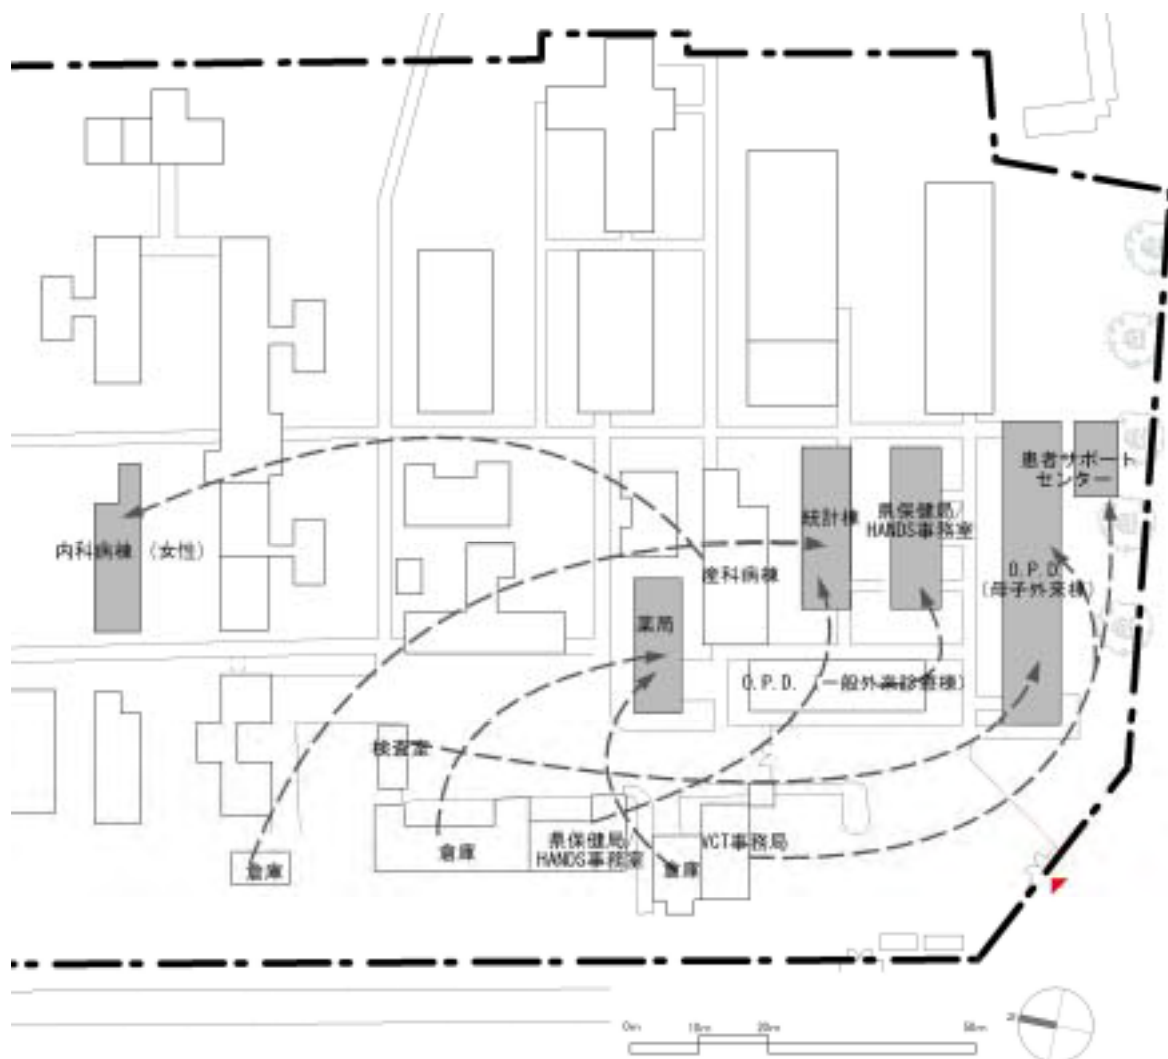 患者サポート
センター
県保健局/
HANDS事務室
統計棟
内科病棟 (女性)
産科病棟
O.P.D.
(母子外来棟)
薬局
O.P.D. (一般外来診察棟)
検査室
県保健局/
HANDS事務室
VCT事務局
倉庫
倉庫
倉庫
0m
10m
20m
50m
N